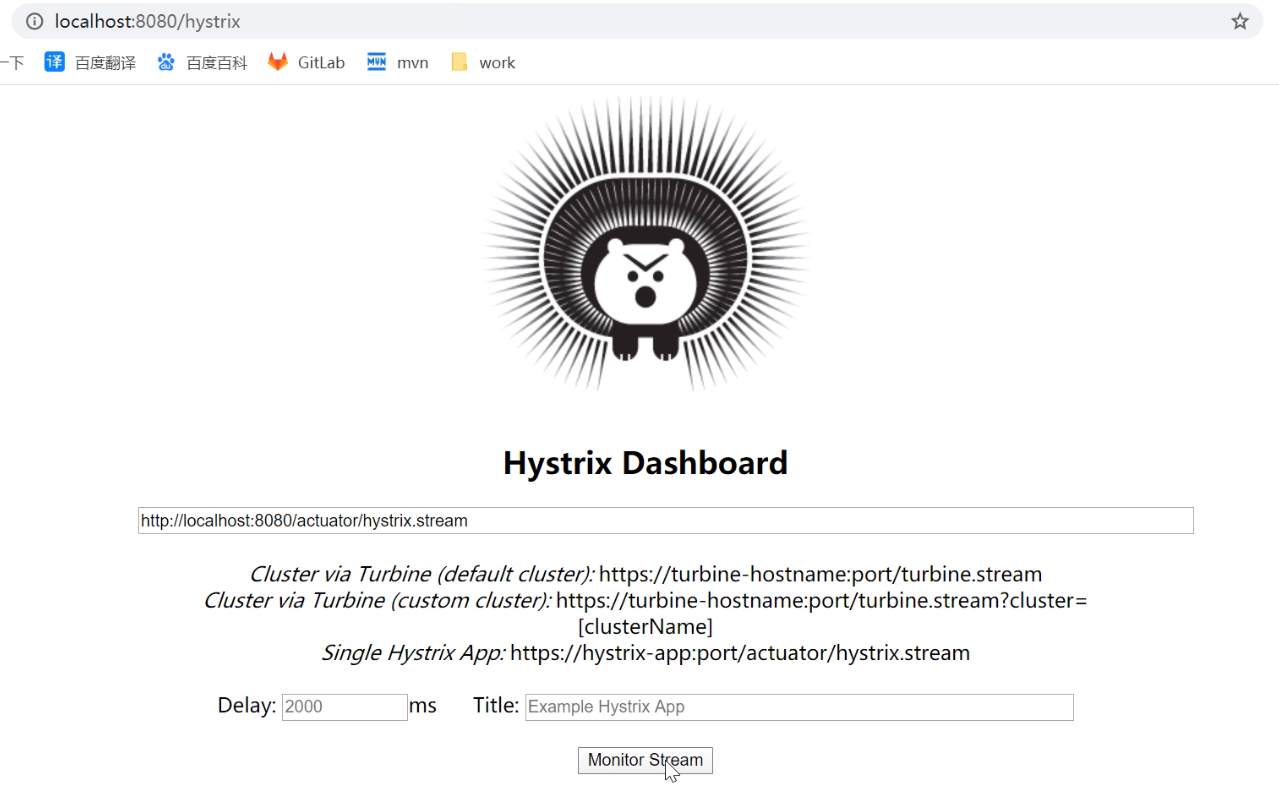 localhost:8080/hystrix
一下 译 百度翻译 du 百度百科 GitLab MVN mvn work
Hystrix Dashboard
http://localhost:8080/actuator/hystrix.stream
Cluster via Turbine (default cluster): https://turbine-hostname:port/turbine.stream
Cluster via Turbine (custom cluster): https://turbine-hostname:port/turbine.stream?cluster=
[clusterName]
Single Hystrix App: https://hystrix-app:port/actuator/hystrix.stream
Delay: 2000 ms Title: Example Hystrix App
Monitor Stream